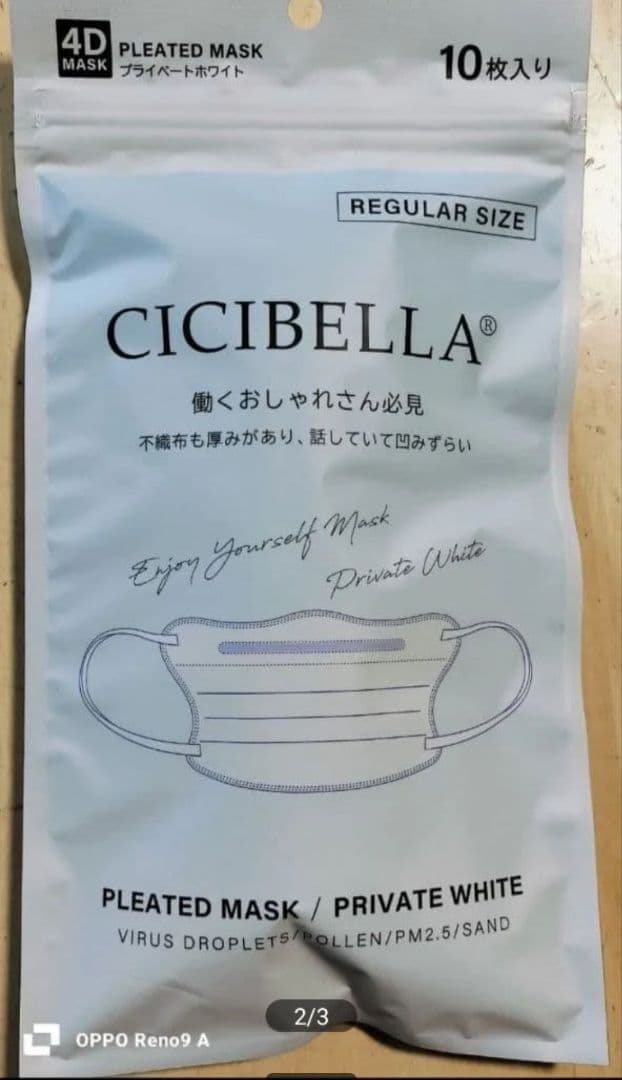 4D
MASK
PLEATED MASK
プライベートホワイト
10枚入り
REGULAR SIZE
CICIBELLA®
働くおしゃれさん必見
不織布も厚みがあり、話していて凹みずらい
Enjoy Yourself Mask
Private White
PLEATED MASK / PRIVATE WHITE
VIRUS DROPLETS/POLLEN/PM2.5/SAND
2/3
OPPO Reno9 A